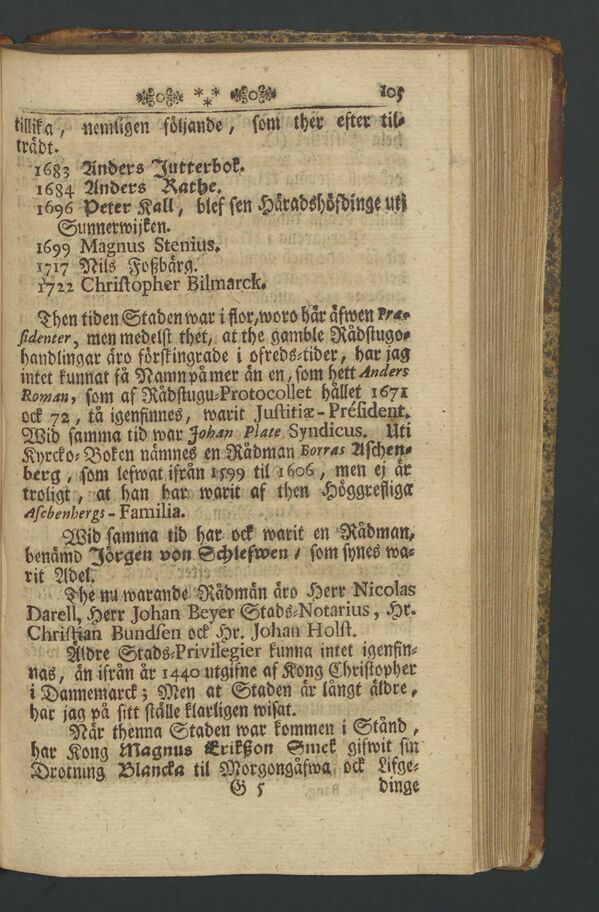 105
tillika, nemligen följande, som ther efter til-
trädt.
1683 Anders Jutterbok.
1684 Anders Rathe.
1696 Peter Kall, blef sen Häradshöfdinge uti
Sunnerwijken.
1699 Magnus Stenius.
1717 Nils Foßbärg.
1722 Christopher Bilmarck.
Then tiden Staden war i flor, woro här äfwen Præ-
sidenter, men medelst thet, at the gamble Rådstugo-
handlingar äro förskingrade i ofreds-tider, har jag
intet kunnat få Namn på mer än en, som hett Anders
Roman, som af Rådstugu-Protocollet hållet 1671
ock 72, tå igenfinnes, warit Justitiæ-Président.
Wid samma tid war Johan Plate Syndicus. Uti
Kyrcko-Boken nämnes en Rådman Borras Aschen-
berg, som lefwat ifrån 1599 til 1606, men ej är
troligt, at han har warit af then Höggrefliga
Aschenbergs-Familia.
Wid samma tid har ock warit en Rådman,
benämd Jörgen von Schleswen, som synes wa-
rit Adel.
The nu warande Rådmän äro Herr Nicolas
Darell, Herr Johan Beyer Stads-Notarius, Hr.
Christian Bundsen ock Hr. Johan Holst.
Äldre Stads-Privilegier kunna intet igenfin-
nas, än ifrån år 1440 utgifne af Kong Christopher
i Dannemarck; Men at Staden är långt äldre,
har jag på sitt ställe klarligen wisat.
När thenna Staden war kommen i Stånd,
har Kong Magnus Erikßon Smek gifwit sin
Drotning Blancka til Morgongåfwa ock Lifge-
G 5 dinge